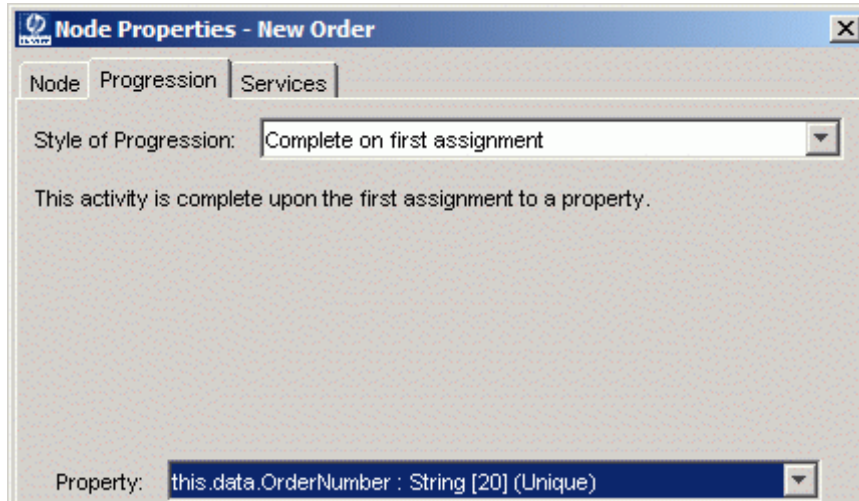 Node Properties - New Order
Node Progression Services
Style of Progression: Complete on first assignment
This activity is complete upon the first assignment to a property.
Property: this.data.OrderNumber : String [20] (Unique)